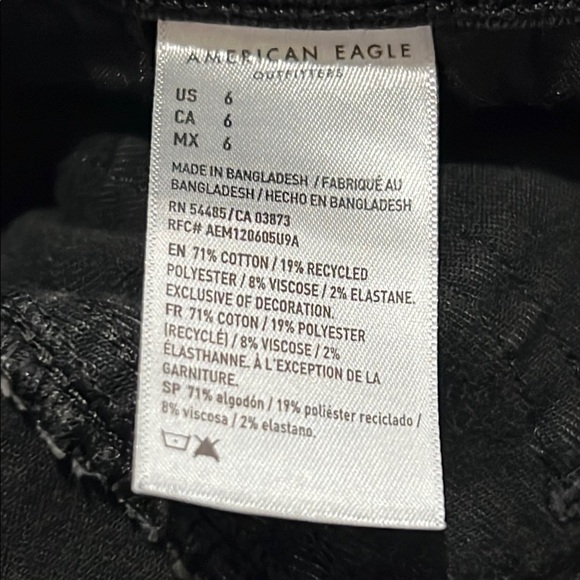 AMERICAN EAGLE
OUTFITTERS
US 6
CA 6
MX 6
MADE IN BANGLADESH / FABRIQUÉ AU
BANGLADESH / HECHO EN BANGLADESH
RN 54485/CA 03873
RFC# AEM120605U9A
EN 71% COTTON / 19% RECYCLED
POLYESTER / 8% VISCOSE / 2% ELASTANE.
EXCLUSIVE OF DECORATION.
FR 71% COTON / 19% POLYESTER
(RECYCLÉ) / 8% VISCOSE / 2%
ÉLASTHANNE. À L'EXCEPTION DE LA
GARNITURE.
SP 71% algodón / 19% poliéster reciclado /
8% viscosa / 2% elastano.